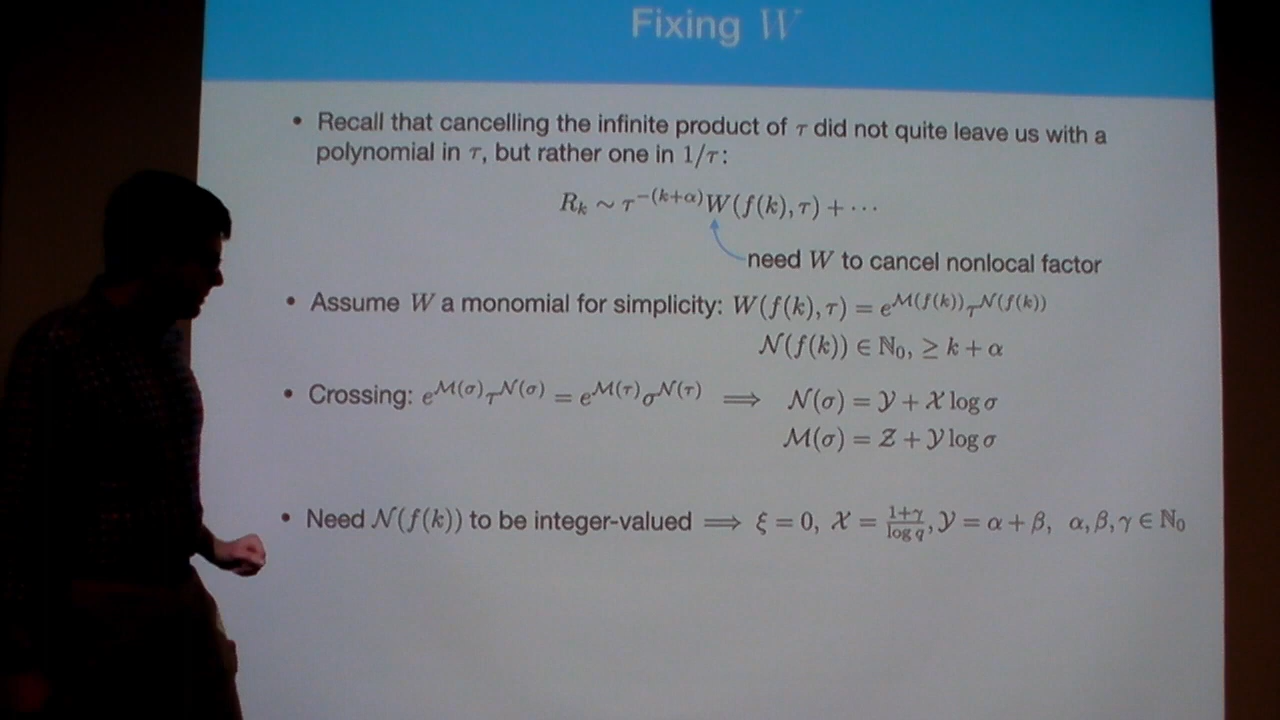 Fixing W
• Recall that cancelling the infinite product of τ did not quite leave us with a
polynomial in τ, but rather one in 1/τ:
R_k ∼ τ^{-(k+α)}W(f(k), τ) + ⋯
need W to cancel nonlocal factor
• Assume W a monomial for simplicity: W(f(k), τ) = e^{ℳ(f(k))}τ^{𝒩(f(k))}
𝒩(f(k)) ∈ ℕ₀, ≥ k + α
• Crossing: e^{ℳ(σ)}τ^{𝒩(σ)} = e^{ℳ(τ)}σ^{𝒩(τ)} ⟹ 𝒩(σ) = 𝒴 + 𝒳 log σ
ℳ(σ) = 𝒵 + 𝒴 log σ
• Need 𝒩(f(k)) to be integer-valued ⟹ ξ = 0, 𝒳 = \frac{1+γ}{log q}, 𝒴 = α + β, α, β, γ ∈ ℕ₀